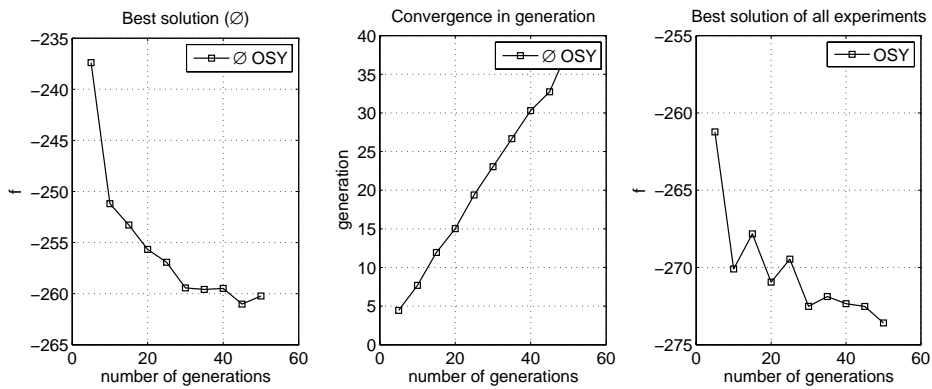 Best solution (∅)
−235
−240
−245
−250
−255
−260
−265
f
0
20
40
60
number of generations
∅ OSY
Convergence in generation
40
35
30
25
20
15
10
5
0
generation
0
20
40
60
number of generations
∅ OSY
Best solution of all experiments
−255
−260
−265
−270
−275
f
0
20
40
60
number of generations
OSY